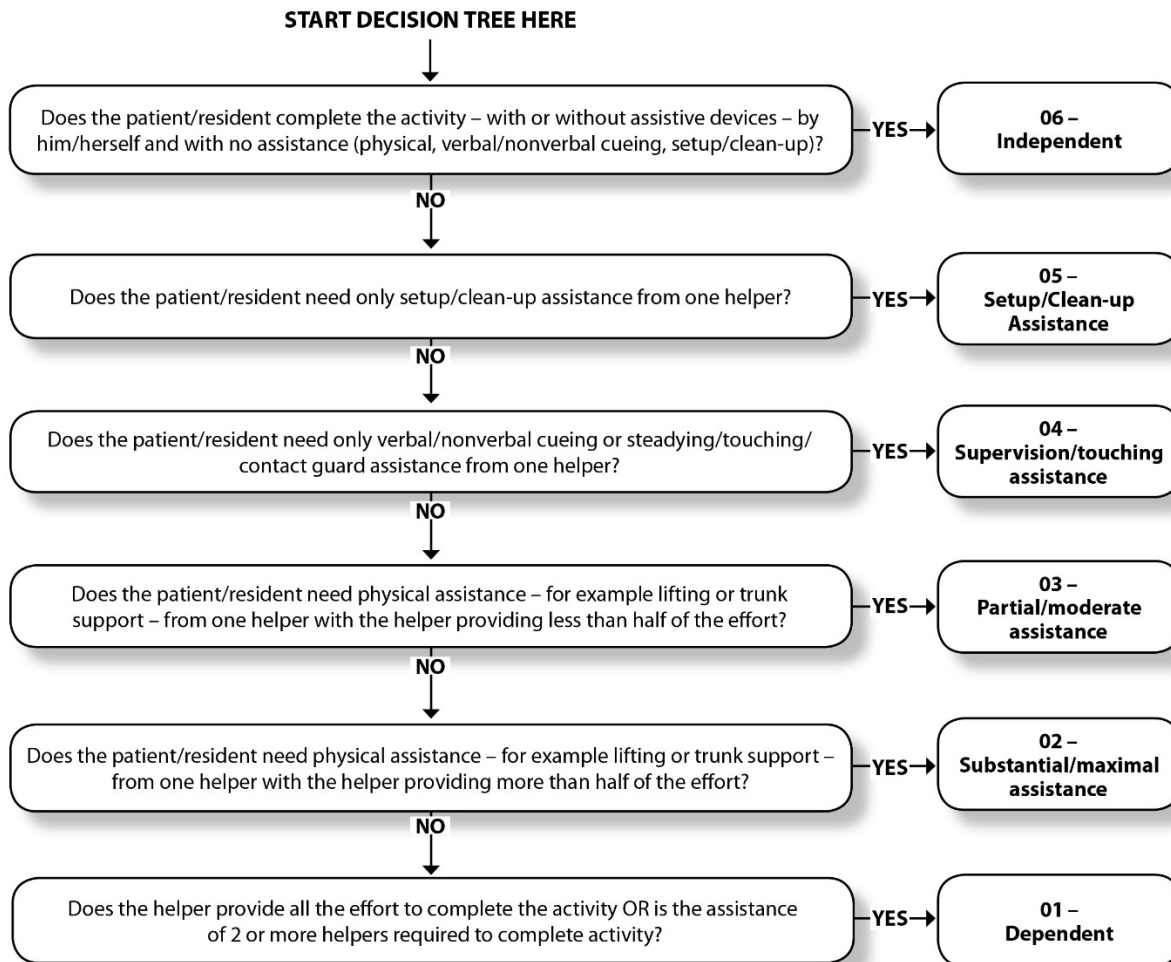 START DECISION TREE HERE
Does the patient/resident complete the activity – with or without assistive devices – by
him/herself and with no assistance (physical, verbal/nonverbal cueing, setup/clean-up)?
YES
06 –
Independent
NO
Does the patient/resident need only setup/clean-up assistance from one helper?
YES
05 –
Setup/Clean-up
Assistance
NO
Does the patient/resident need only verbal/nonverbal cueing or steadying/touching/
contact guard assistance from one helper?
YES
04 –
Supervision/touching
assistance
NO
Does the patient/resident need physical assistance – for example lifting or trunk
support – from one helper with the helper providing less than half of the effort?
YES
03 –
Partial/moderate
assistance
NO
Does the patient/resident need physical assistance – for example lifting or trunk support –
from one helper with the helper providing more than half of the effort?
YES
02 –
Substantial/maximal
assistance
NO
Does the helper provide all the effort to complete the activity OR is the assistance
of 2 or more helpers required to complete activity?
YES
01 –
Dependent